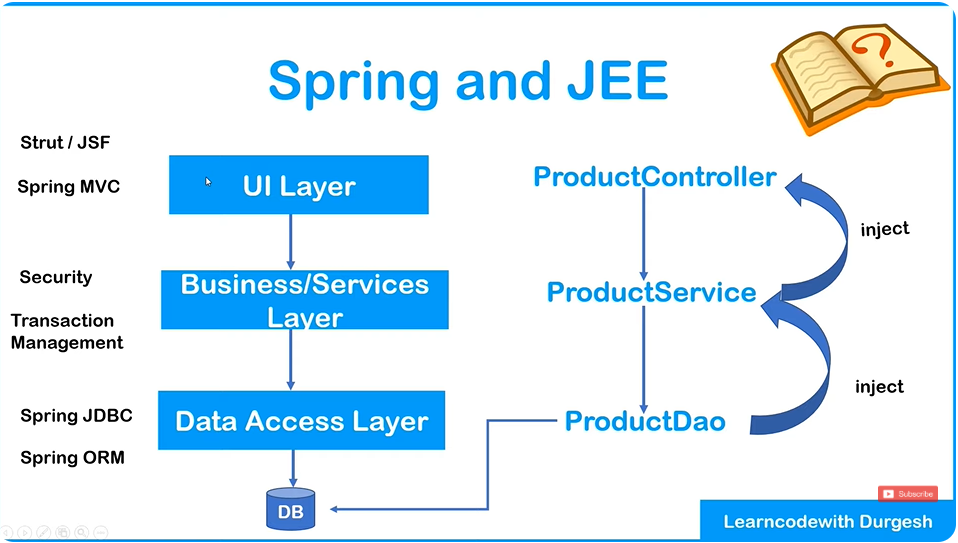 Spring and JEE
Strut / JSF
Spring MVC
UI Layer
Security
Transaction
Management
Business/Services
Layer
Spring JDBC
Spring ORM
Data Access Layer
DB
ProductController
inject
ProductService
inject
ProductDao
?
Subscribe
Learncodewith Durgesh